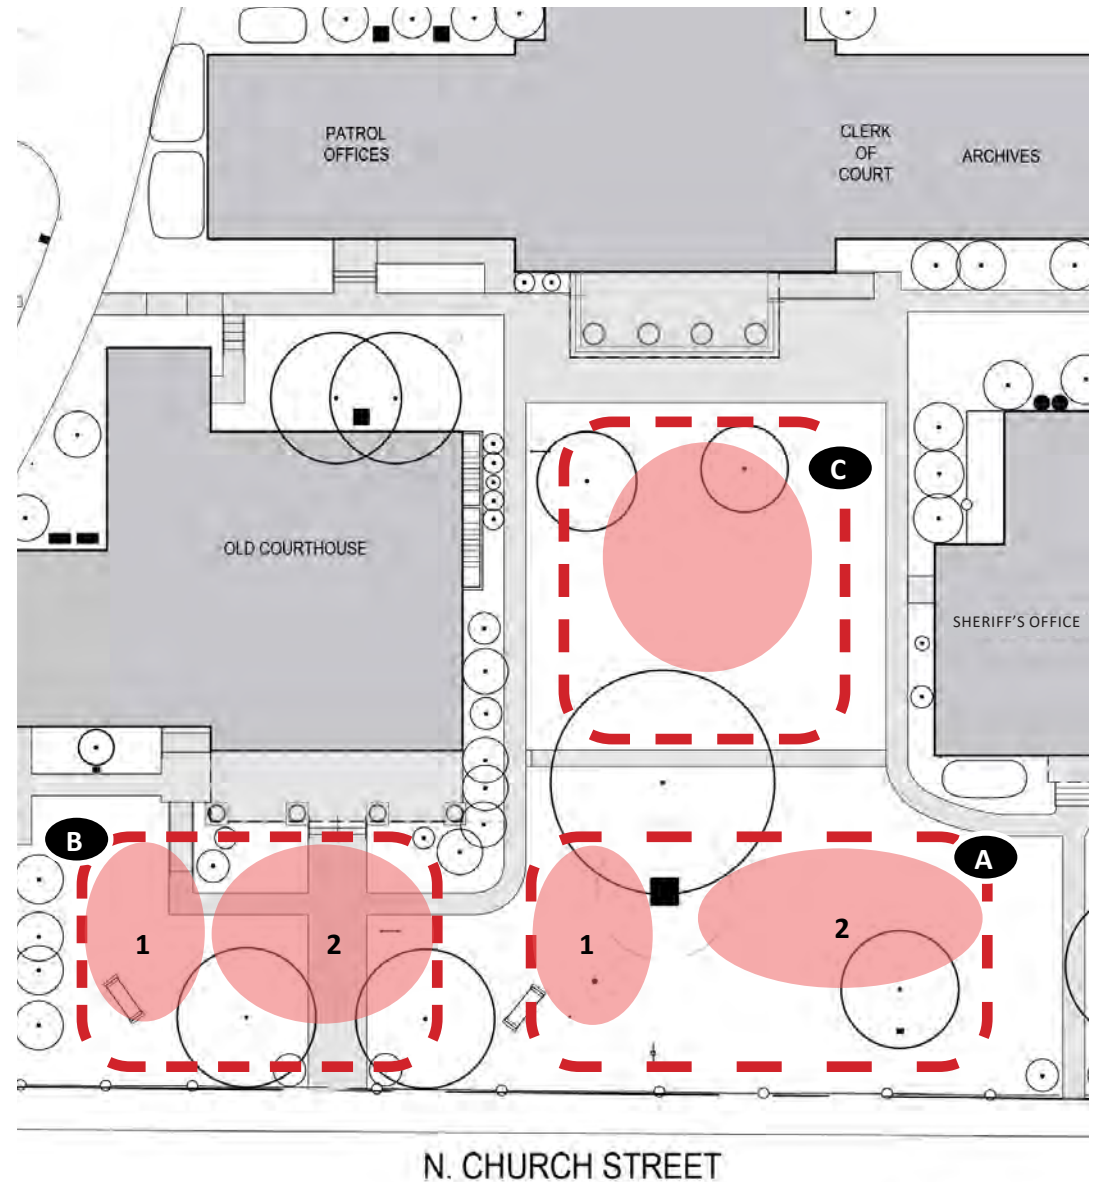 PATROL
OFFICES
CLERK
OF
COURT
ARCHIVES
C
OLD COURTHOUSE
SHERIFF'S OFFICE
B
A
1
2
1
2
N. CHURCH STREET